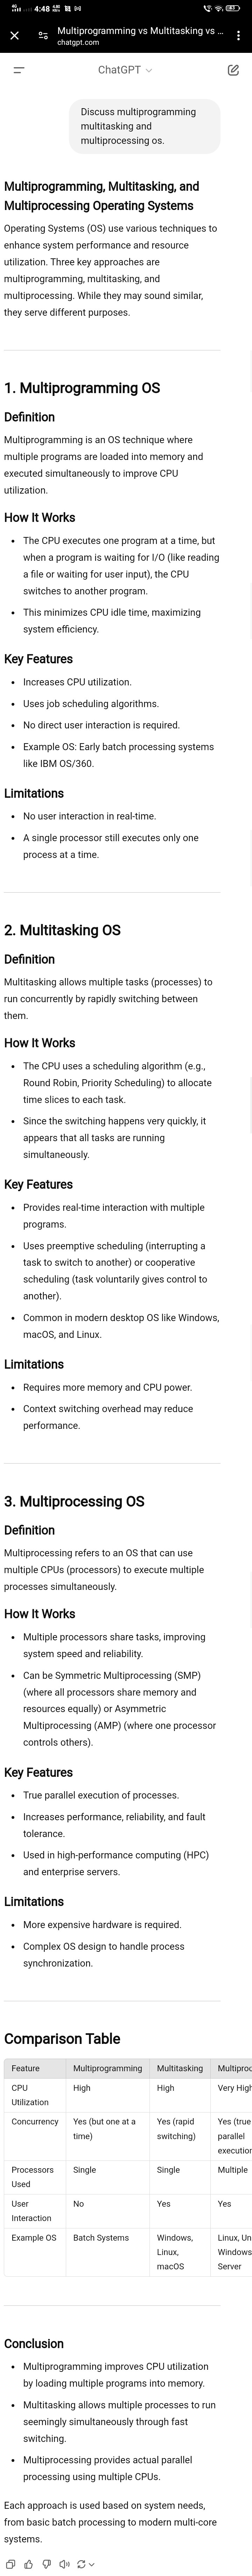 4:48
Multiprogramming vs Multitasking vs ...
chatgpt.com
ChatGPT
Discuss multiprogramming
multitasking and
multiprocessing os.
Multiprogramming, Multitasking, and
Multiprocessing Operating Systems
Operating Systems (OS) use various techniques to
enhance system performance and resource
utilization. Three key approaches are
multiprogramming, multitasking, and
multiprocessing. While they may sound similar,
they serve different purposes.
1. Multiprogramming OS
Definition
Multiprogramming is an OS technique where
multiple programs are loaded into memory and
executed simultaneously to improve CPU
utilization.
How It Works
• The CPU executes one program at a time, but
when a program is waiting for I/O (like reading
a file or waiting for user input), the CPU
switches to another program.
• This minimizes CPU idle time, maximizing
system efficiency.
Key Features
• Increases CPU utilization.
• Uses job scheduling algorithms.
• No direct user interaction is required.
• Example OS: Early batch processing systems
like IBM OS/360.
Limitations
• No user interaction in real-time.
• A single processor still executes only one
process at a time.
2. Multitasking OS
Definition
Multitasking allows multiple tasks (processes) to
run concurrently by rapidly switching between
them.
How It Works
• The CPU uses a scheduling algorithm (e.g.,
Round Robin, Priority Scheduling) to allocate
time slices to each task.
• Since the switching happens very quickly, it
appears that all tasks are running
simultaneously.
Key Features
• Provides real-time interaction with multiple
programs.
• Uses preemptive scheduling (interrupting a
task to switch to another) or cooperative
scheduling (task voluntarily gives control to
another).
• Common in modern desktop OS like Windows,
macOS, and Linux.
Limitations
• Requires more memory and CPU power.
• Context switching overhead may reduce
performance.
3. Multiprocessing OS
Definition
Multiprocessing refers to an OS that can use
multiple CPUs (processors) to execute multiple
processes simultaneously.
How It Works
• Multiple processors share tasks, improving
system speed and reliability.
• Can be Symmetric Multiprocessing (SMP)
(where all processors share memory and
resources equally) or Asymmetric
Multiprocessing (AMP) (where one processor
controls others).
Key Features
• True parallel execution of processes.
• Increases performance, reliability, and fault
tolerance.
• Used in high-performance computing (HPC)
and enterprise servers.
Limitations
• More expensive hardware is required.
• Complex OS design to handle process
synchronization.
Comparison Table
Feature Multiprogramming Multitasking Multiproc
CPU High High Very High
Utilization
Concurrency Yes (but one at a Yes (rapid Yes (true
time) switching) parallel
execution
Processors Single Single Multiple
Used
User No Yes Yes
Interaction
Example OS Batch Systems Windows, Linux, Un
Linux, Windows
macOS Server
Conclusion
• Multiprogramming improves CPU utilization
by loading multiple programs into memory.
• Multitasking allows multiple processes to run
seemingly simultaneously through fast
switching.
• Multiprocessing provides actual parallel
processing using multiple CPUs.
Each approach is used based on system needs,
from basic batch processing to modern multi-core
systems.